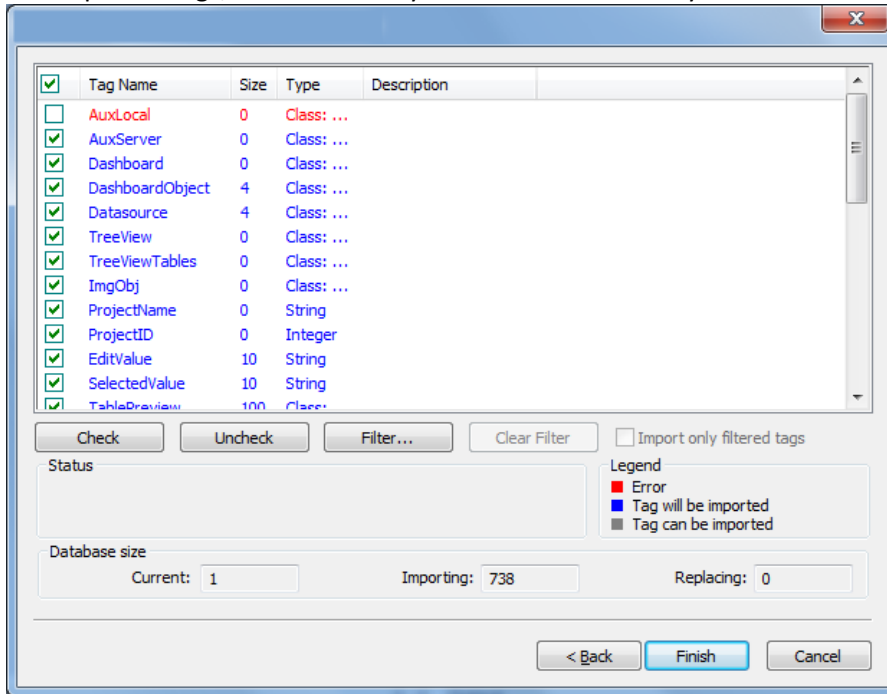 Tag Name Size Type Description
AuxLocal 0 Class: ...
AuxServer 0 Class: ...
Dashboard 0 Class: ...
DashboardObject 4 Class: ...
Datasource 4 Class: ...
TreeView 0 Class: ...
TreeViewTables 0 Class: ...
ImgObj 0 Class: ...
ProjectName 0 String
ProjectID 0 Integer
EditValue 10 String
SelectedValue 10 String
TablePreview 100 Class:
Check Uncheck Filter... Clear Filter Import only filtered tags
Status Legend
Error
Tag will be imported
Tag can be imported
Database size
Current: 1 Importing: 738 Replacing: 0
< Back Finish Cancel